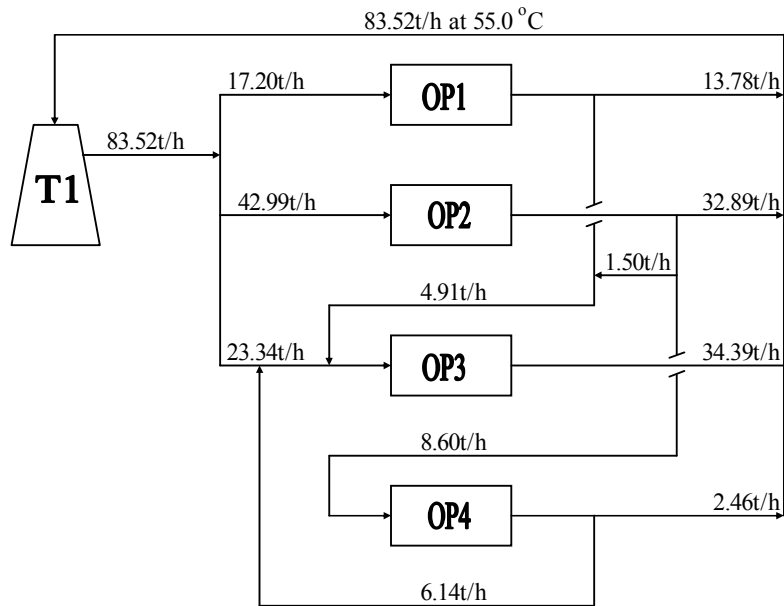 83.52t/h at 55.0 °C
17.20t/h
OP1
13.78t/h
83.52t/h
T1
42.99t/h
OP2
32.89t/h
1.50t/h
4.91t/h
23.34t/h
OP3
34.39t/h
8.60t/h
OP4
2.46t/h
6.14t/h